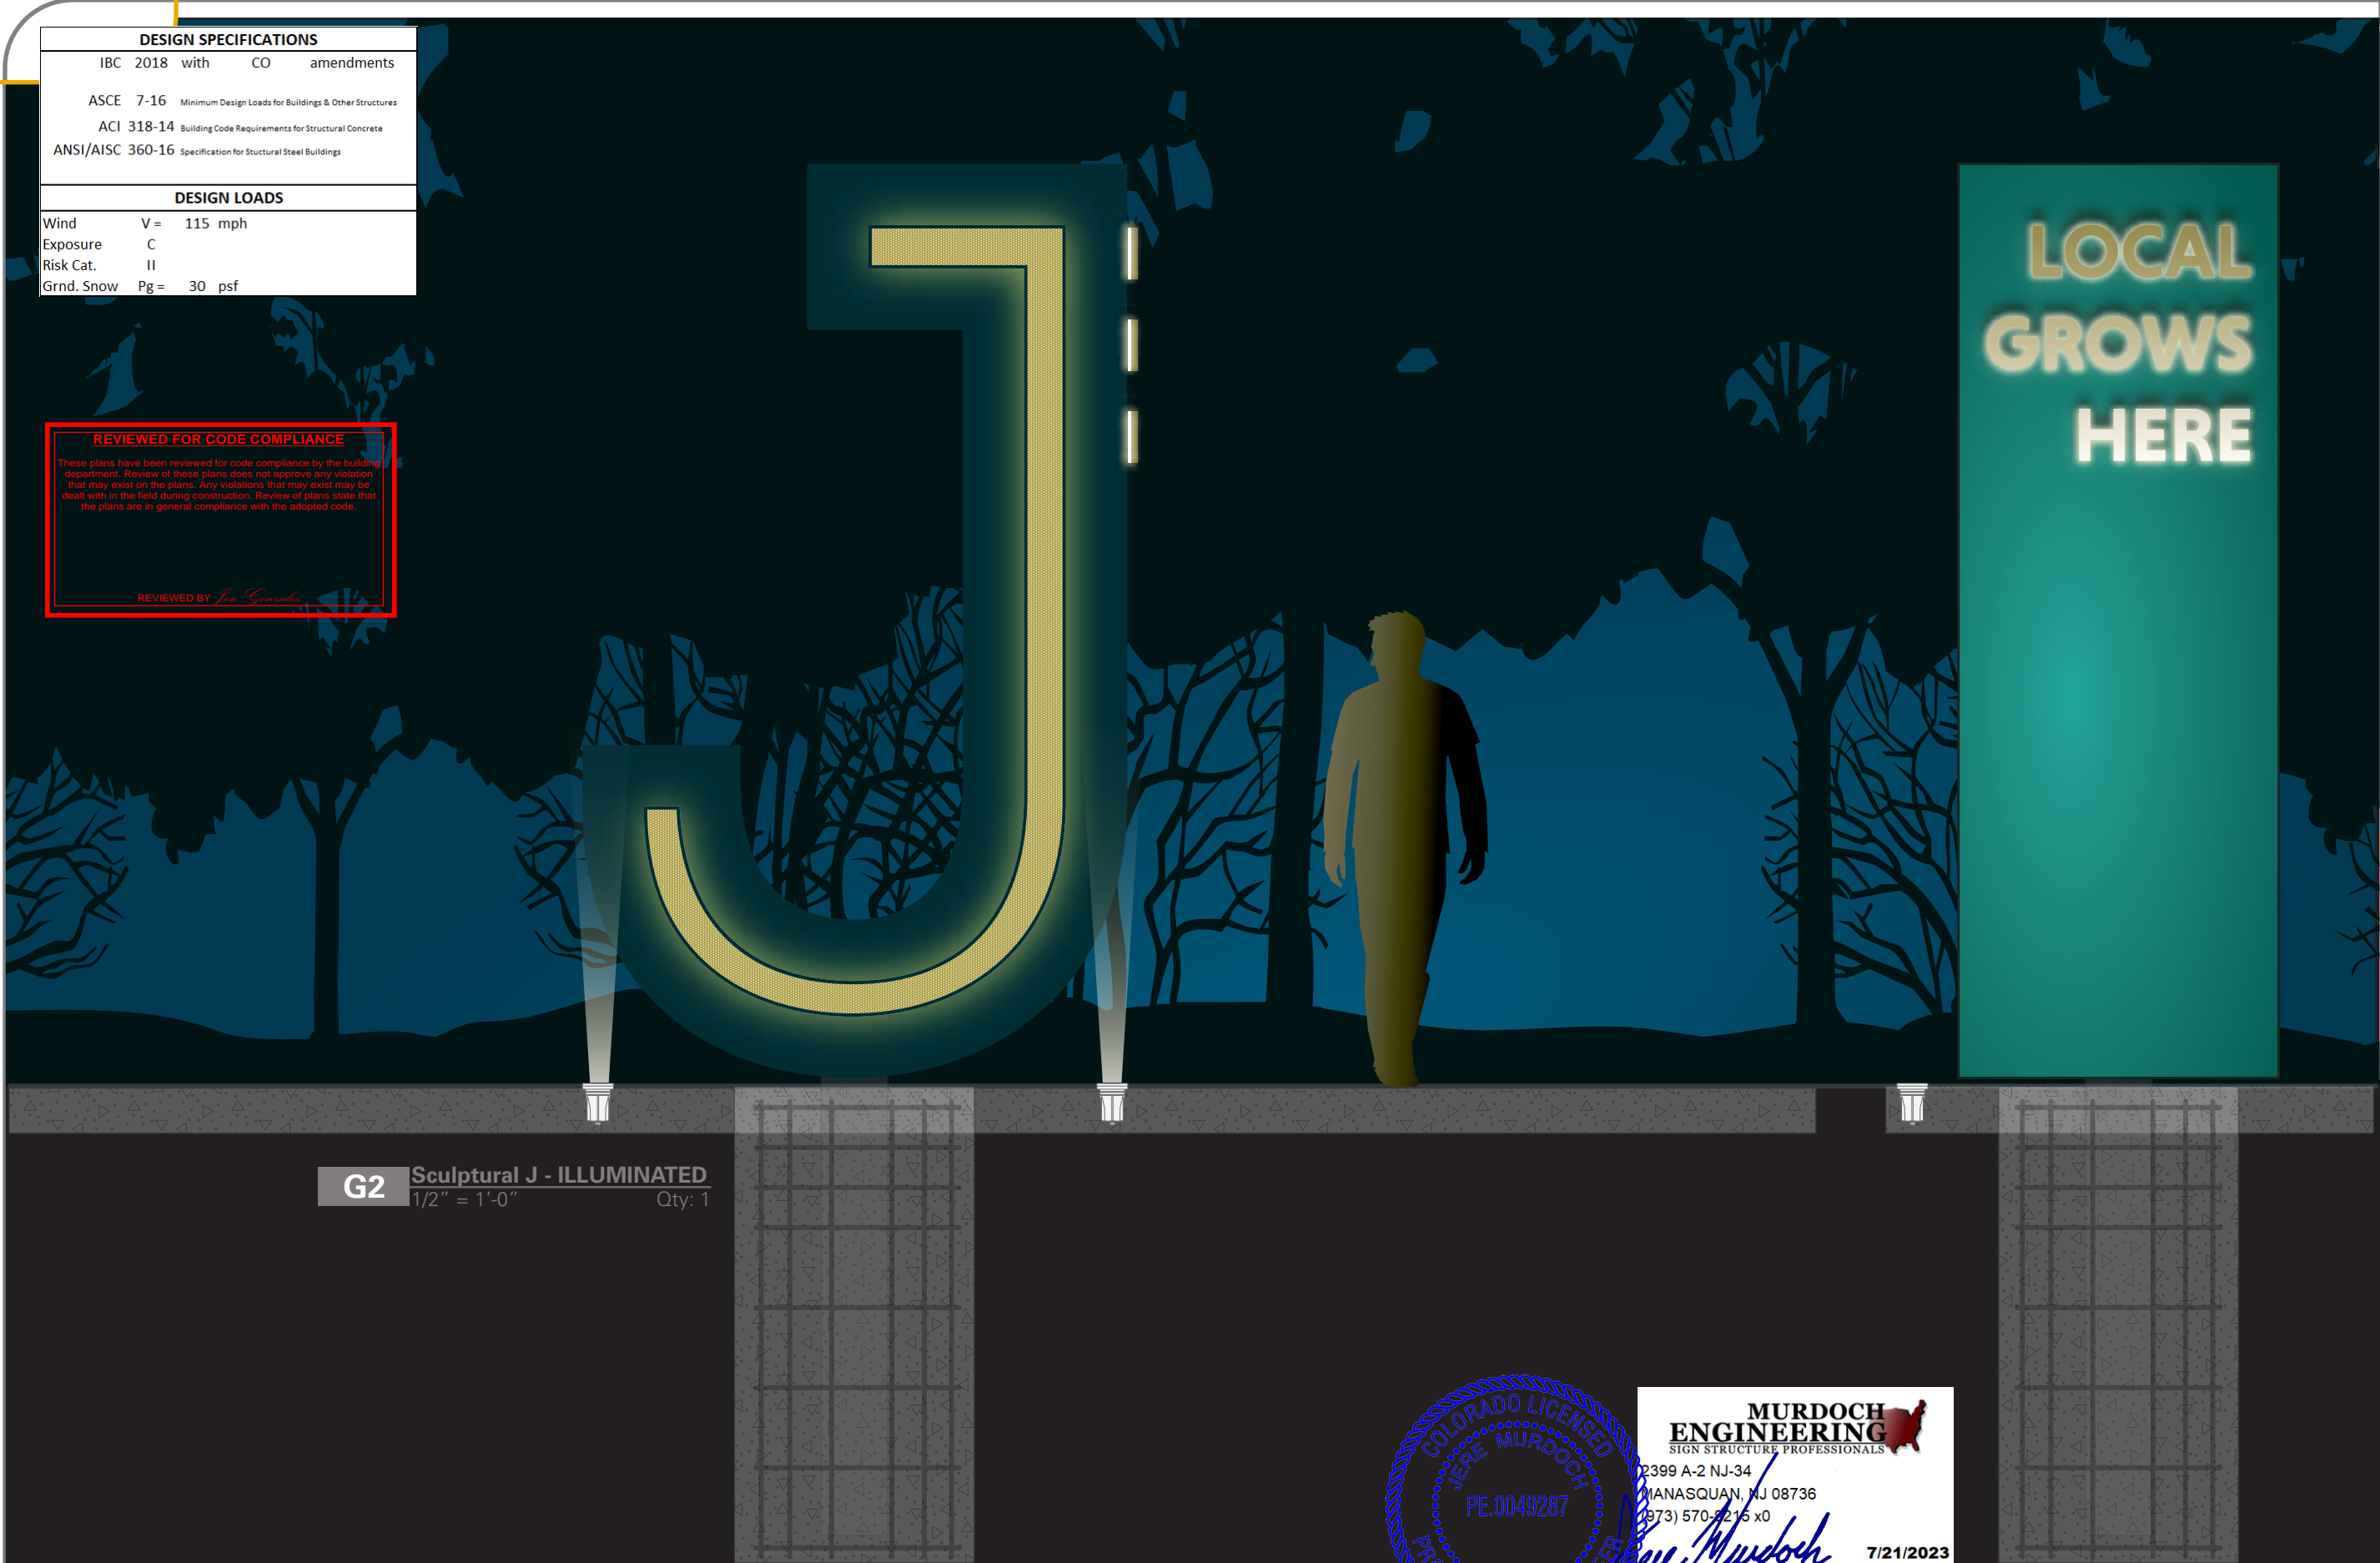 DESIGN SPECIFICATIONS
IBC 2018 with CO amendments
ASCE 7-16 Minimum Design Loads for Buildings & Other Structures
ACI 318-14 Building Code Requirements for Structural Concrete
ANSI/AISC 360-16 Specification for Stuctural Steel Buildings
DESIGN LOADS
Wind V = 115 mph
Exposure C
Risk Cat. II
Grnd. Snow Pg = 30 psf
REVIEWED FOR CODE COMPLIANCE
These plans have been reviewed for code compliance by the building
department. Review of these plans does not approve any violation
that may exist on the plans. Any violations that may exist may be
dealt with in the field during construction. Review of plans state that
the plans are in general compliance with the adopted code.
REVIEWED BY Jen Gonzalez
J
LOCAL
GROWS
HERE
G2 Sculptural J - ILLUMINATED
1/2" = 1'-0" Qty: 1
COLORADO LICENSED
JERE MURDOCH
PE.0049287
MURDOCH
ENGINEERING
SIGN STRUCTURE PROFESSIONALS
2399 A-2 NJ-34
MANASQUAN, NJ 08736
(973) 570-8215 x0
7/21/2023